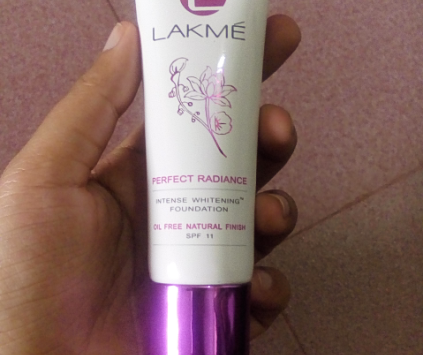 LAKMÉ
PERFECT RADIANCE
INTENSE WHITENING™
FOUNDATION
OIL FREE NATURAL FINISH
SPF 11